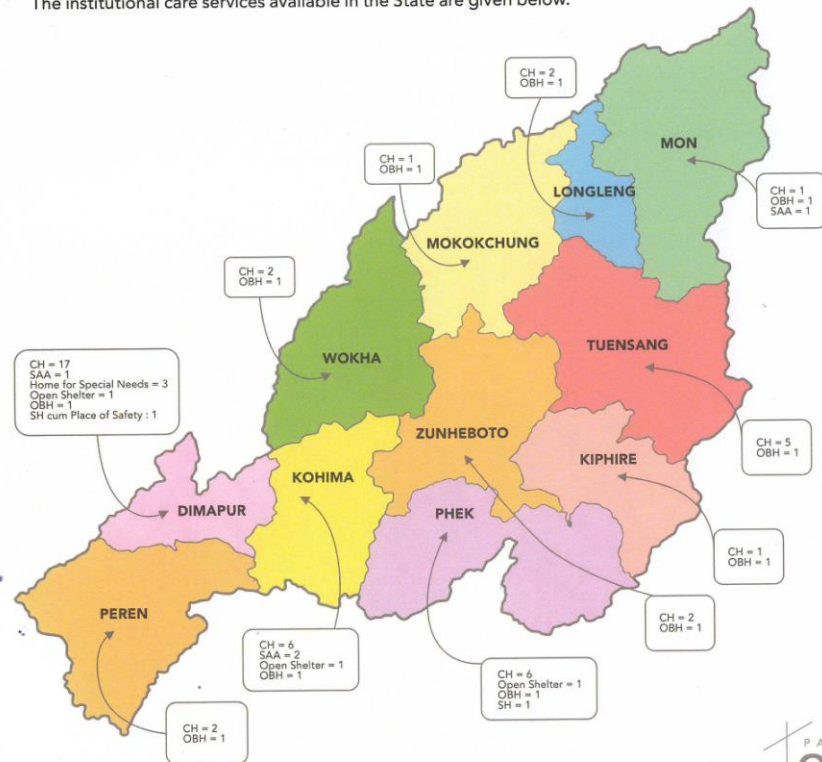 The institutional care services available in the State are given below.
CH = 2
OBH = 1
MON
CH = 1
OBH = 1
LONGLENG
CH = 1
OBH = 1
SAA = 1
MOKOKCHUNG
CH = 2
OBH = 1
TUENSANG
WOKHA
CH = 17
SAA = 1
Home for Special Needs = 3
Open Shelter = 1
OBH = 1
SH cum Place of Safety : 1
ZUNHEBOTO
CH = 5
OBH = 1
KIPHIRE
KOHIMA
DIMAPUR
PHEK
CH = 1
OBH = 1
PEREN
CH = 2
OBH = 1
CH = 6
SAA = 2
Open Shelter = 1
OBH = 1
CH = 6
Open Shelter = 1
OBH = 1
SH = 1
CH = 2
OBH = 1